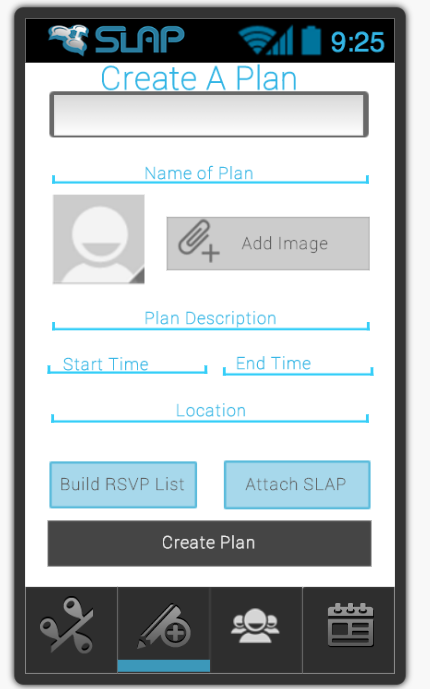 SLAP
9:25
Create A Plan
Name of Plan
Add Image
Plan Description
Start Time
End Time
Location
Build RSVP List
Attach SLAP
Create Plan